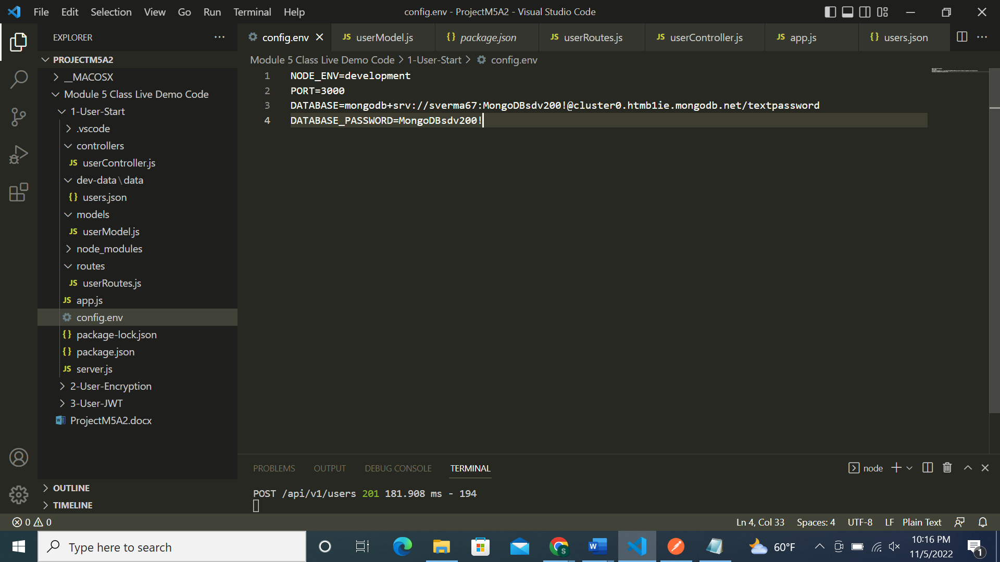 File Edit Selection View Go Run Terminal Help
config.env - ProjectM5A2 - Visual Studio Code
EXPLORER
PROJECTM5A2
__MACOSX
Module 5 Class Live Demo Code
1-User-Start
.vscode
controllers
JS userController.js
dev-data\data
{} users.json
models
JS userModel.js
node_modules
routes
JS userRoutes.js
JS app.js
config.env
{} package-lock.json
{} package.json
JS server.js
2-User-Encryption
3-User-JWT
ProjectM5A2.docx
OUTLINE
TIMELINE
config.env
JS userModel.js
{} package.json
JS userRoutes.js
JS userController.js
JS app.js
{} users.json
Module 5 Class Live Demo Code > 1-User-Start > config.env
1 NODE_ENV=development
2 PORT=3000
3 DATABASE=mongodb+srv://sverma67:MongoDBsdv200!@cluster0.htmb1ie.mongodb.net/textpassword
4 DATABASE_PASSWORD=MongoDBsdv200!
PROBLEMS OUTPUT DEBUG CONSOLE TERMINAL
node
POST /api/v1/users 201 181.908 ms - 194
0 0
Ln 4, Col 33 Spaces: 4 UTF-8 LF Plain Text
Type here to search
S
W
60°F
10:16 PM
11/5/2022
1